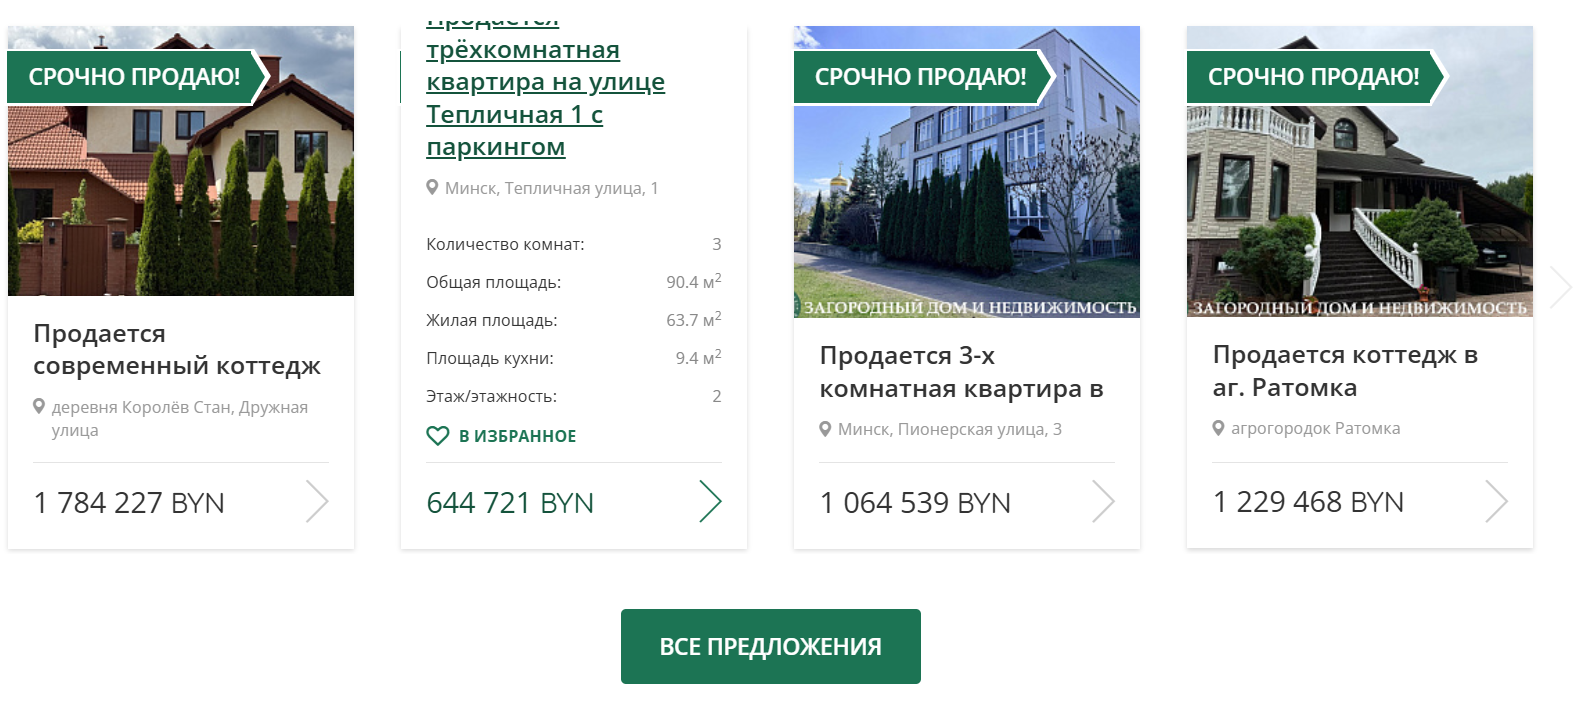 СРОЧНО ПРОДАЮ!
Продается
современный коттедж
деревня Королёв Стан, Дружная
улица
1 784 227 BYN
Продается
трёхкомнатная
квартира на улице
Тепличная 1 с
паркингом
Минск, Тепличная улица, 1
Количество комнат: 3
Общая площадь: 90.4 м²
Жилая площадь: 63.7 м²
Площадь кухни: 9.4 м²
Этаж/этажность: 2
В ИЗБРАННОЕ
644 721 BYN
СРОЧНО ПРОДАЮ!
ЗАГОРОДНЫЙ ДОМ И НЕДВИЖИМОСТЬ
Продается 3-х
комнатная квартира в
Минск, Пионерская улица, 3
1 064 539 BYN
СРОЧНО ПРОДАЮ!
ЗАГОРОДНЫЙ ДОМ И НЕДВИЖИМОСТЬ
Продается коттедж в
аг. Ратомка
агрогородок Ратомка
1 229 468 BYN
ВСЕ ПРЕДЛОЖЕНИЯ